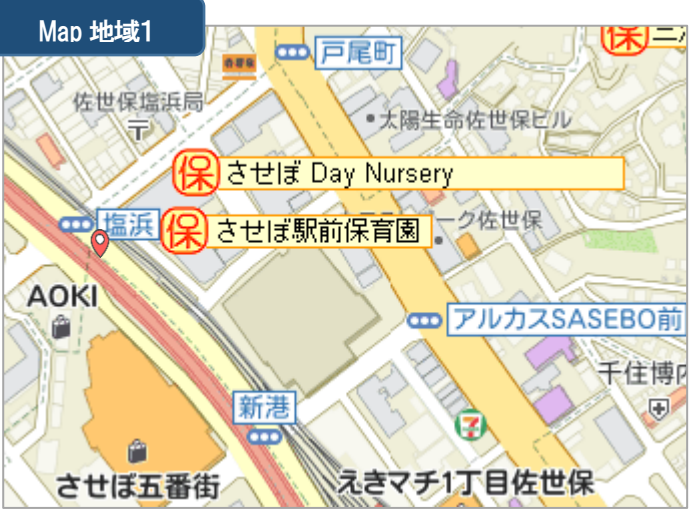 Map 地域1
戸尾町
佐世保塩浜局
太陽生命佐世保ビル
保 させぼ Day Nursery
塩浜
保 させぼ駅前保育園
ーク佐世保
AOKI
アルカスSASEBO前
千住博内
新港
7
させぼ五番街
えきマチ1丁目佐世保
保